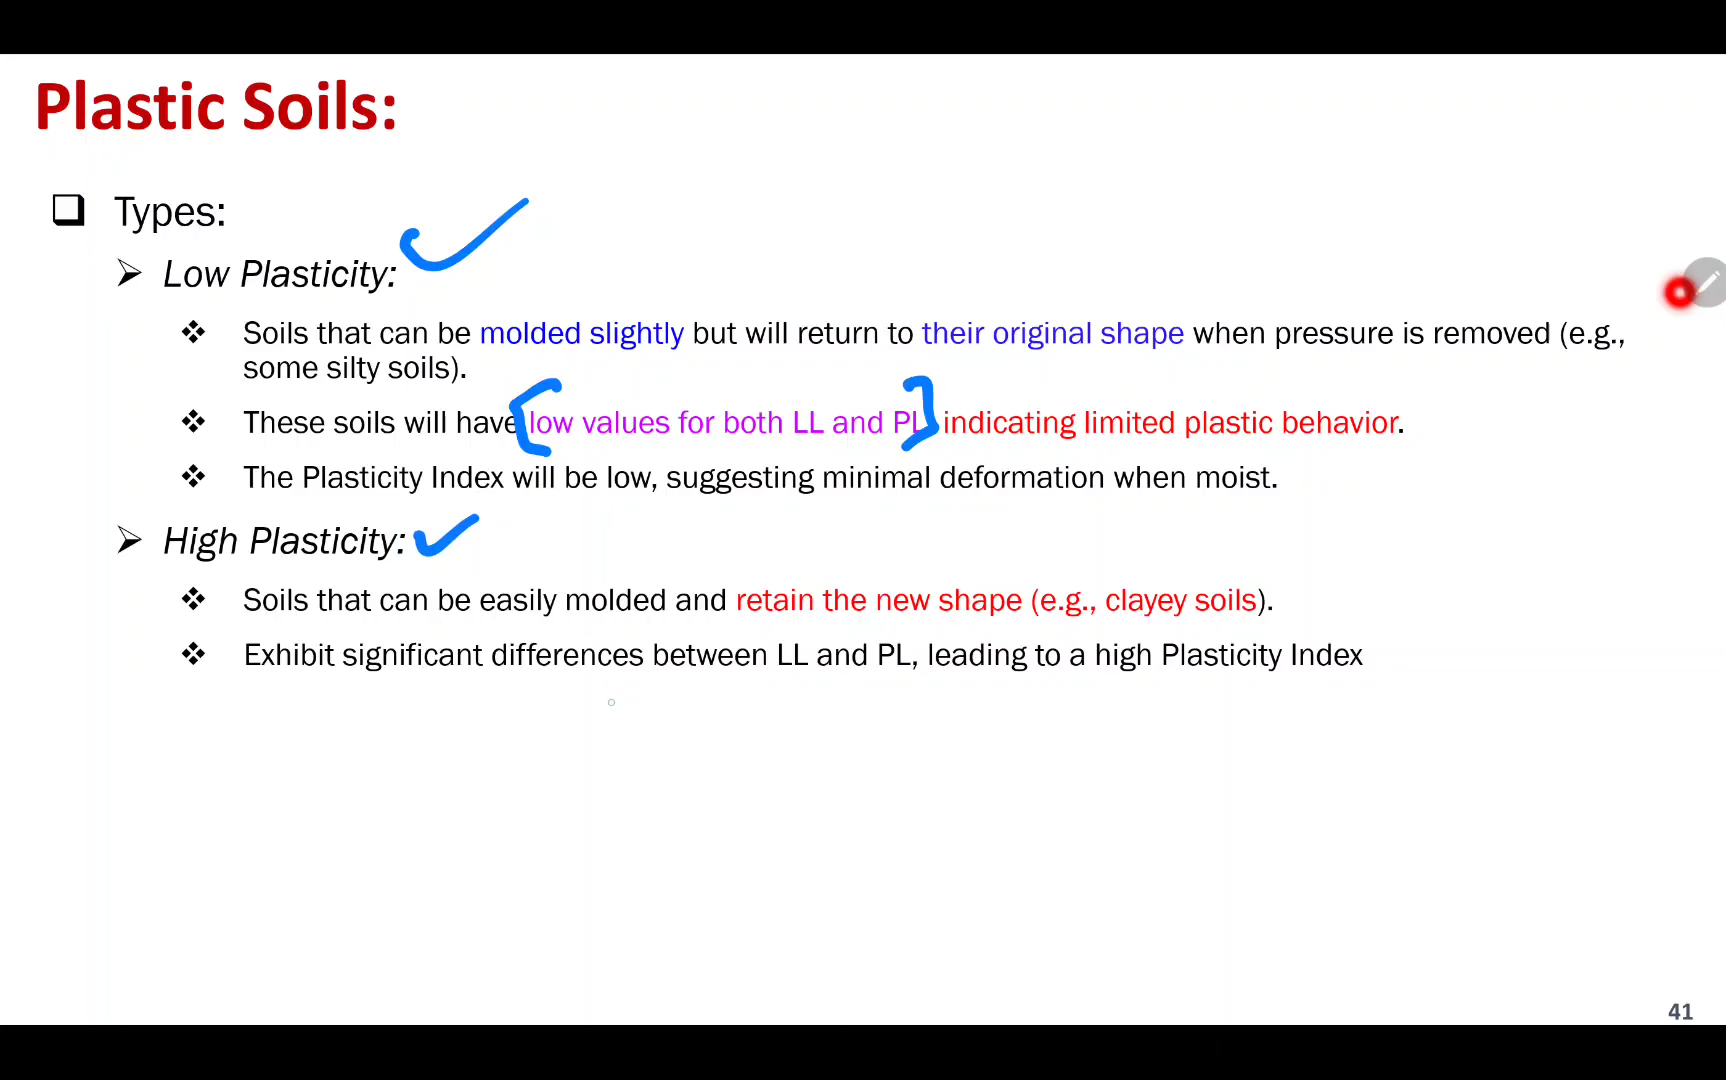 Plastic Soils:
Types:
Low Plasticity:
Soils that can be molded slightly but will return to their original shape when pressure is removed (e.g.,
some silty soils).
These soils will have low values for both LL and PL, indicating limited plastic behavior.
The Plasticity Index will be low, suggesting minimal deformation when moist.
High Plasticity:
Soils that can be easily molded and retain the new shape (e.g., clayey soils).
Exhibit significant differences between LL and PL, leading to a high Plasticity Index
41